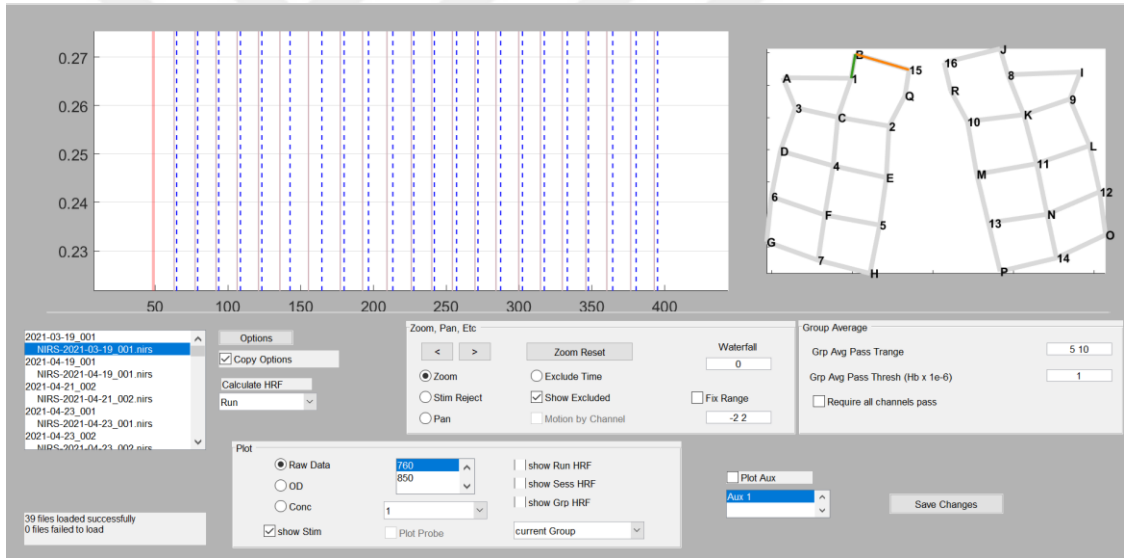 0.27
0.26
0.25
0.24
0.23
50 100 150 200 250 300 350 400
B J
16 15 8 I
A 1 R Q 9
3 C 2 10 K
D 4 E M 11 L
6 F 5 13 N 12
G 7 H P 14 O
2021-03-19_001
NIRS-2021-03-19_001.nirs
2021-04-19_001
NIRS-2021-04-19_001.nirs
2021-04-21_002
NIRS-2021-04-21_002.nirs
2021-04-23_001
NIRS-2021-04-23_001.nirs
2021-04-23_002
NIRS-2021-04-23_002.nirs
39 files loaded successfully
0 files failed to load
Options
Copy Options
Calculate HRF
Run
Zoom, Pan, Etc
< >
Zoom Reset
Waterfall
0
Zoom
Exclude Time
Stim Reject
Show Excluded
Fix Range
Pan
Motion by Channel
-2 2
Group Average
Grp Avg Pass Trange
5 10
Grp Avg Pass Thresh (Hb x 1e-6)
1
Require all channels pass
Plot
Raw Data
OD
Conc
show Stim
760
850
1
Plot Probe
show Run HRF
show Sess HRF
show Grp HRF
current Group
Plot Aux
Aux 1
Save Changes